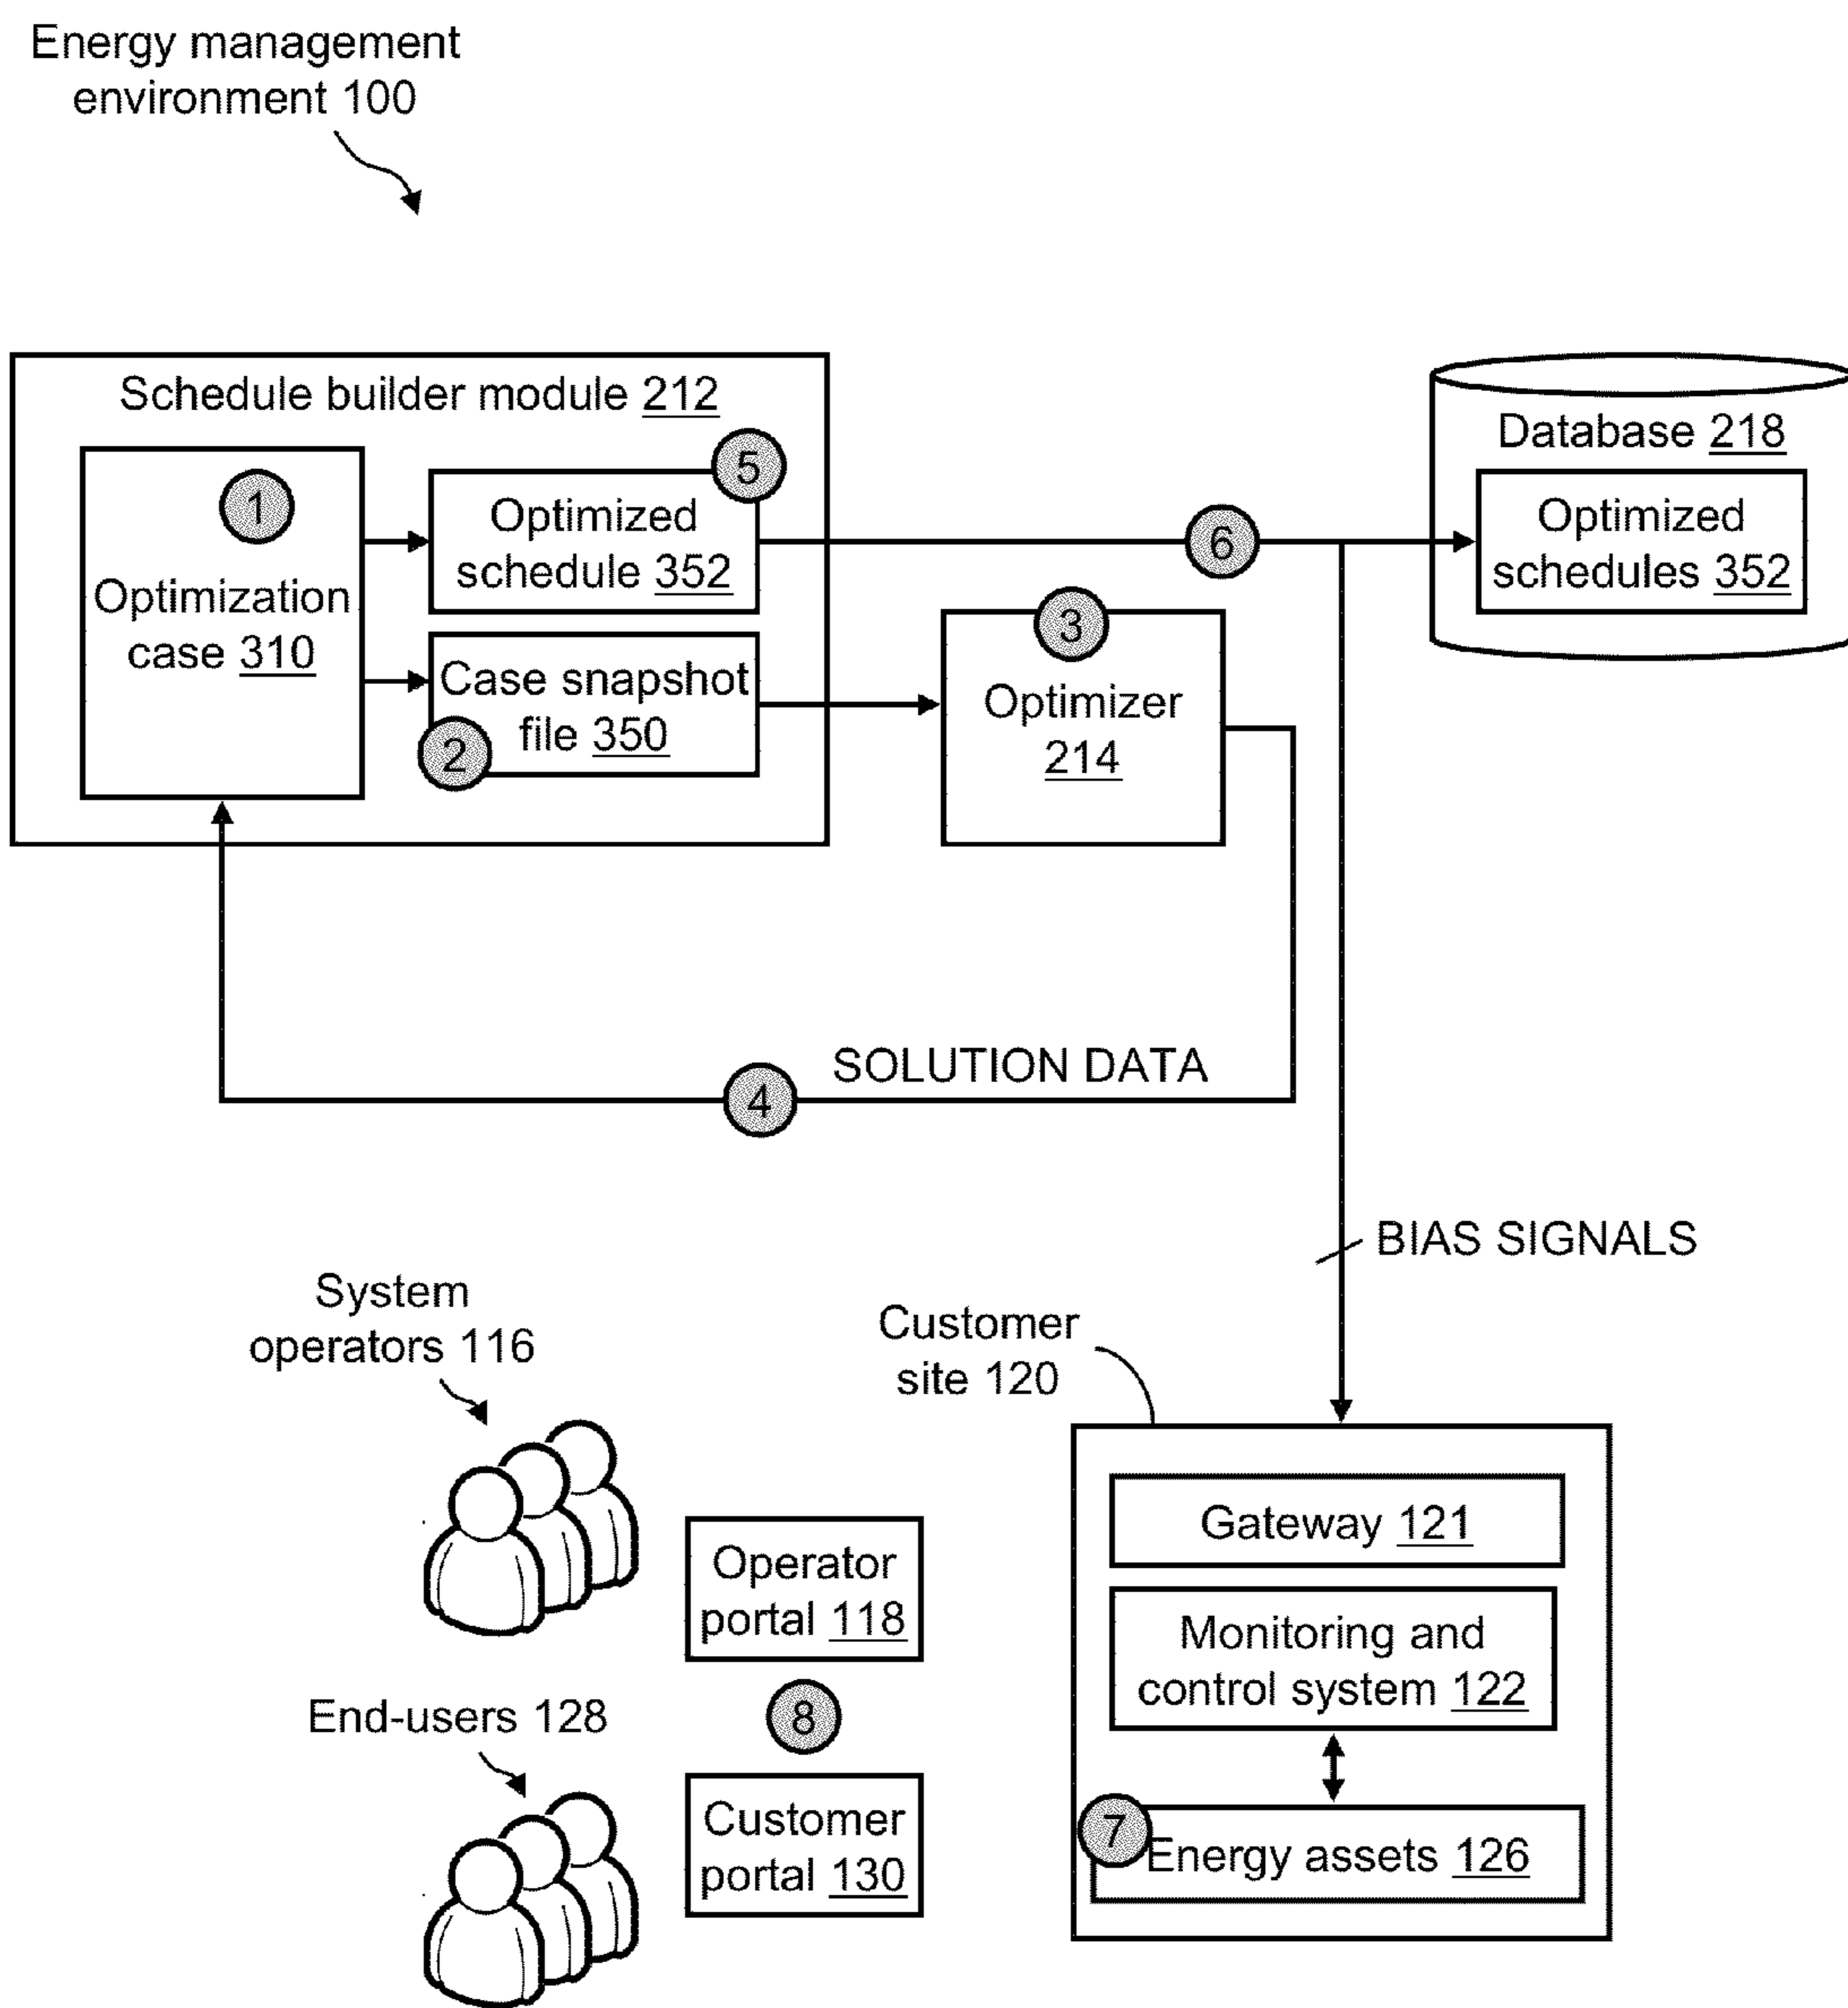 Energy management
environment 100
Schedule builder module 212
1
Optimization
case 310
5
Optimized
schedule 352
2
Case snapshot
file 350
3
Optimizer
214
6
Database 218
Optimized
schedules 352
SOLUTION DATA
4
BIAS SIGNALS
System
operators 116
Customer
site 120
Operator
portal 118
8
End-users 128
Customer
portal 130
Gateway 121
Monitoring and
control system 122
7
Energy assets 126